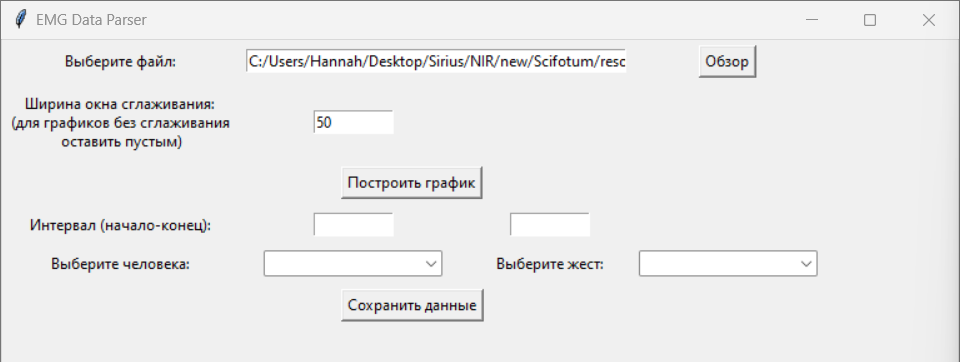 EMG Data Parser
Выберите файл: C:/Users/Hannah/Desktop/Sirius/NIR/new/Scifotum/resc Обзор
Ширина окна сглаживания:
(для графиков без сглаживания
оставить пустым)
50
Построить график
Интервал (начало-конец):
Выберите человека: Выберите жест:
Сохранить данные